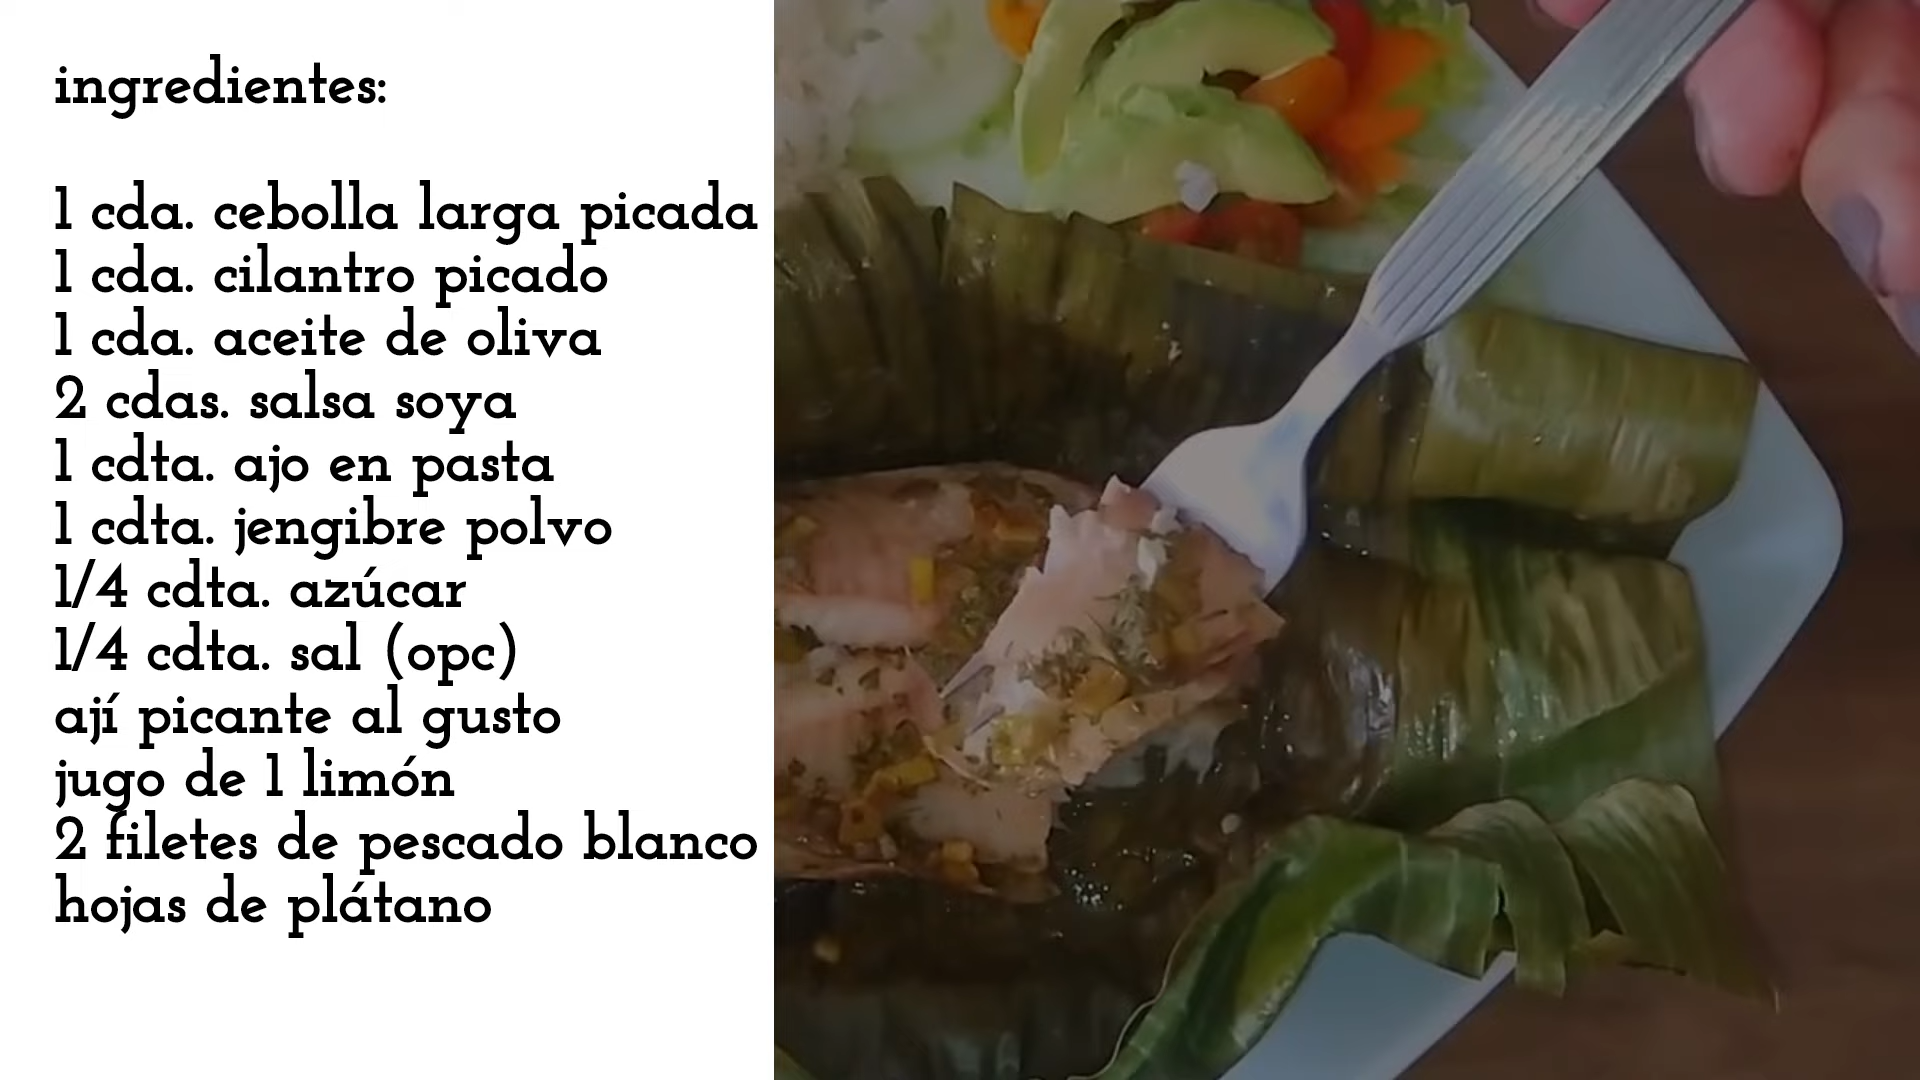 ingredientes:
1 cda. cebolla larga picada
1 cda. cilantro picado
1 cda. aceite de oliva
2 cdas. salsa soya
1 cdta. ajo en pasta
1 cdta. jengibre polvo
1/4 cdta. azúcar
1/4 cdta. sal (opc)
ají picante al gusto
jugo de 1 limón
2 filetes de pescado blanco
hojas de plátano